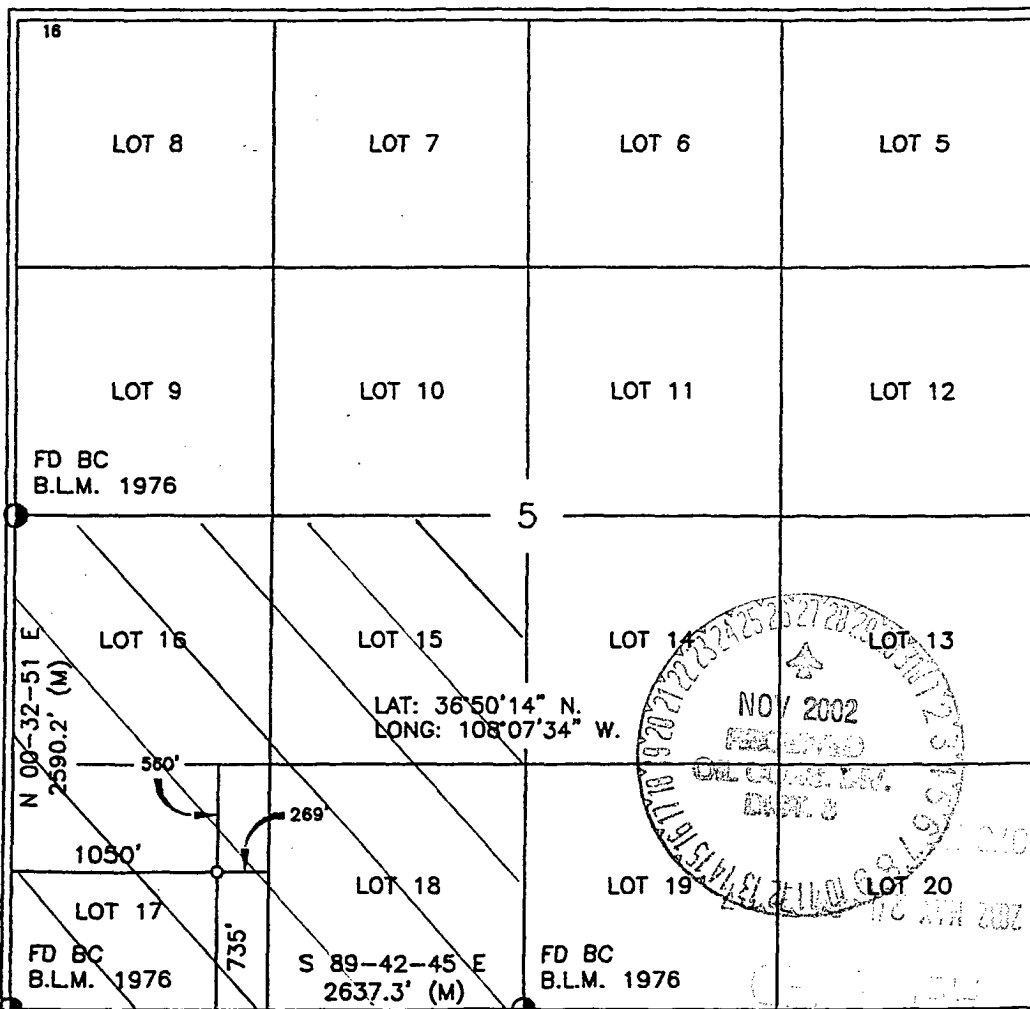 16
LOT 8
LOT 7
LOT 6
LOT 5
LOT 9
LOT 10
LOT 11
LOT 12
FD BC
B.L.M. 1976
5
N 00-32-51 E
2590.2' (M)
LOT 16
LOT 15
LOT 14
LOT 13
LAT: 36°50'14" N.
LONG: 108°07'34" W.
NOV 2002
OIL
560'
269'
1050'
LOT 17
LOT 18
LOT 19
LOT 20
735'
FD BC
B.L.M. 1976
S 89-42-45 E
2637.3' (M)
FD BC
B.L.M. 1976